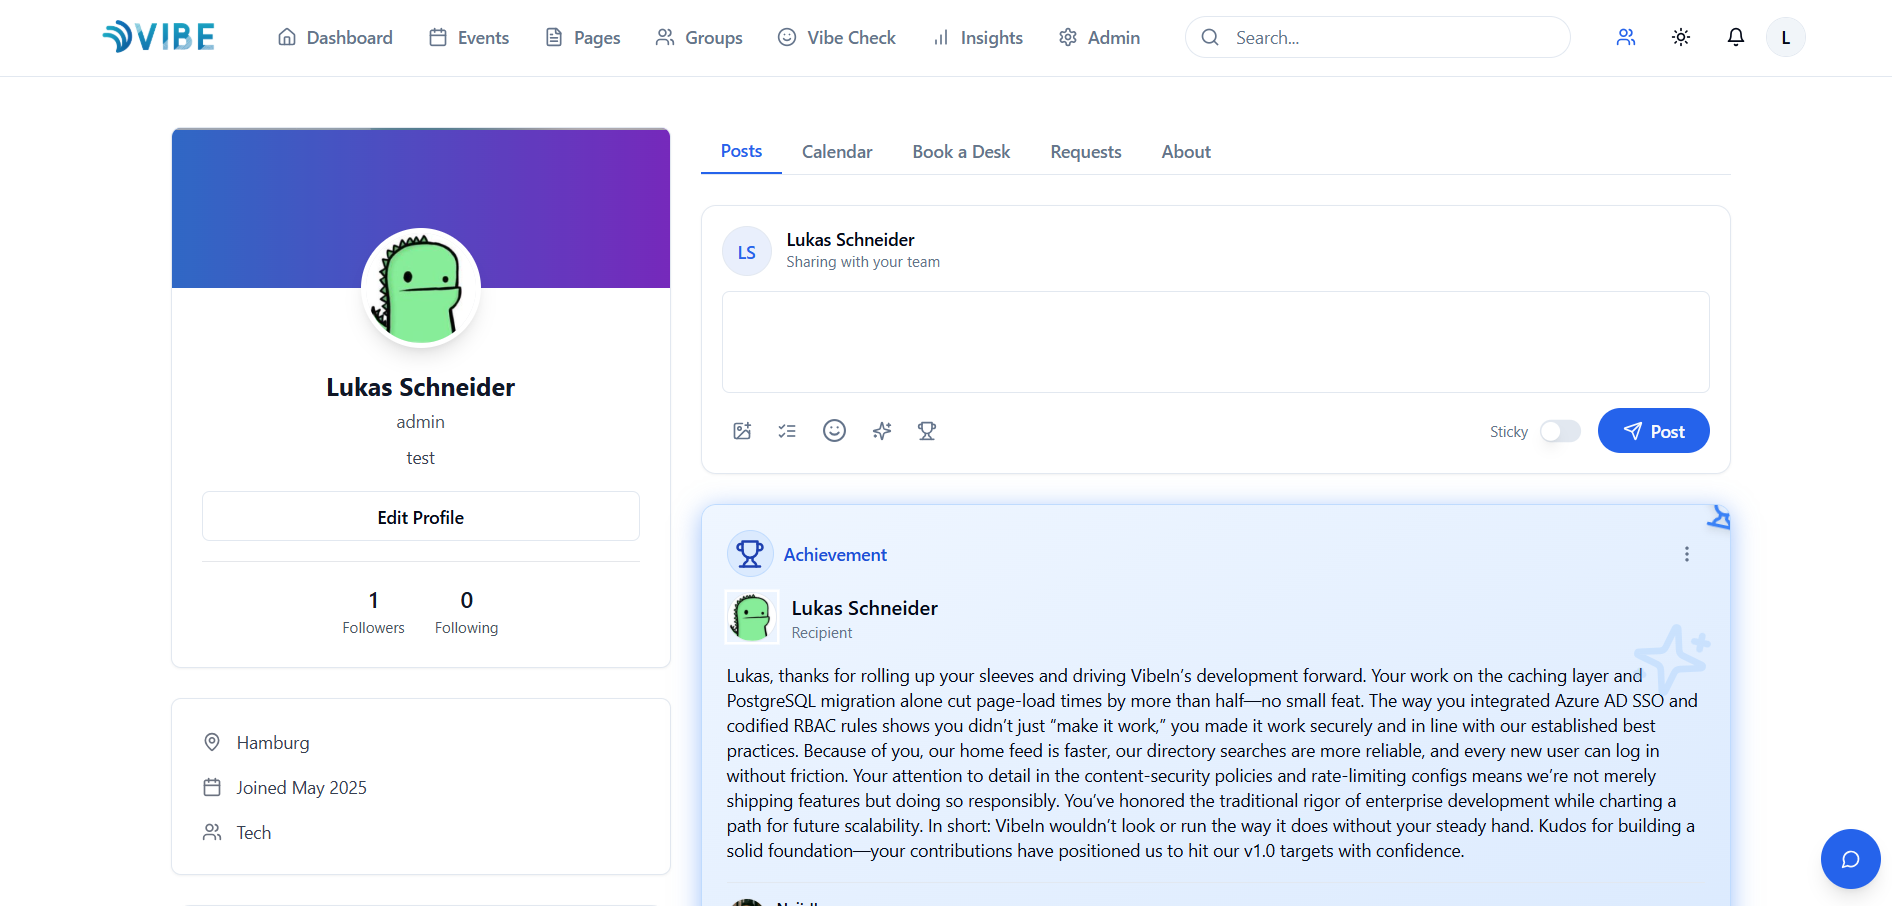 VIBE
Dashboard
Events
Pages
Groups
Vibe Check
Insights
Admin
Search...
L
Lukas Schneider
admin
test
Edit Profile
1
Followers
0
Following
Hamburg
Joined May 2025
Tech
Posts
Calendar
Book a Desk
Requests
About
LS
Lukas Schneider
Sharing with your team
Sticky
Post
Achievement
Lukas Schneider
Recipient
Lukas, thanks for rolling up your sleeves and driving VibeIn’s development forward. Your work on the caching layer and
PostgreSQL migration alone cut page-load times by more than half—no small feat. The way you integrated Azure AD SSO and
codified RBAC rules shows you didn’t just “make it work,” you made it work securely and in line with our established best
practices. Because of you, our home feed is faster, our directory searches are more reliable, and every new user can log in
without friction. Your attention to detail in the content-security policies and rate-limiting configs means we’re not merely
shipping features but doing so responsibly. You’ve honored the traditional rigor of enterprise development while charting a
path for future scalability. In short: VibeIn wouldn’t look or run the way it does without your steady hand. Kudos for building a
solid foundation—your contributions have positioned us to hit our v1.0 targets with confidence.